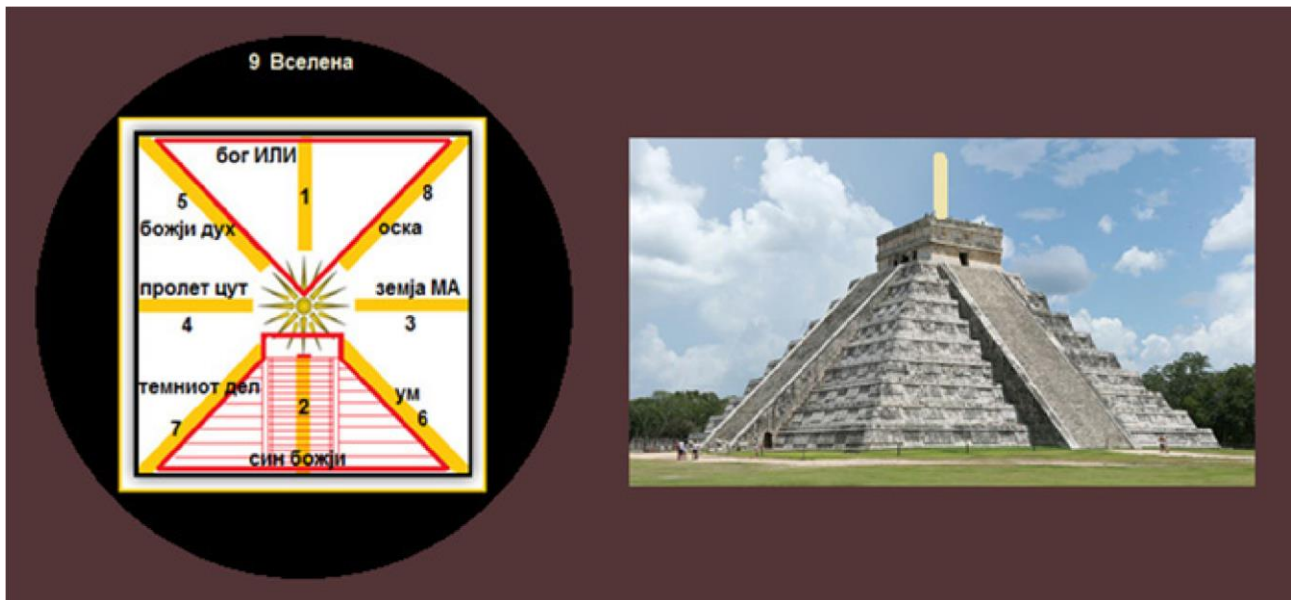 9 Вселена
бог ИЛИ
1
8
5
божји дух
оска
пролет цут
земја МА
4
3
темниот дел
ум
2
7
6
син божји